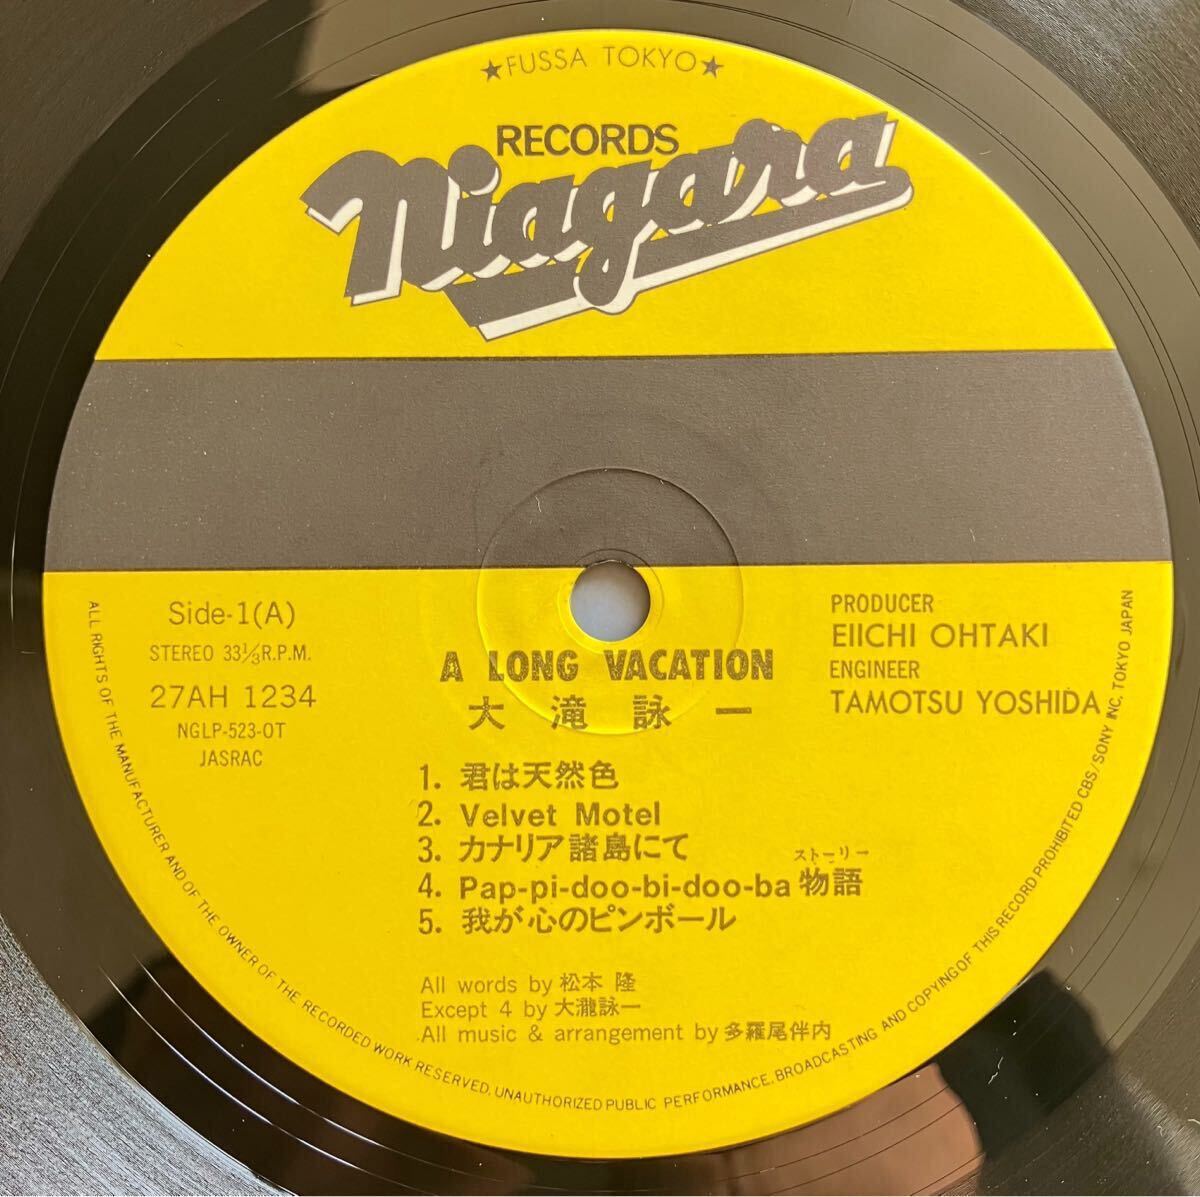 ★FUSSA TOKYO★
RECORDS
Niagara
Side-1(A)
STEREO 33⅓R.P.M.
27AH 1234
NGLP-523-OT
JASRAC
PRODUCER
EIICHI OHTAKI
ENGINEER
TAMOTSU YOSHIDA
A LONG VACATION
大滝詠一
1. 君は天然色
2. Velvet Motel
3. カナリア諸島にて
ストーリー
4. Pap-pi-doo-bi-doo-ba 物語
5. 我が心のピンボール
All words by 松本 隆
Except 4 by 大瀧詠一
All music & arrangement by 多羅尾伴内
ALL RIGHTS OF THE MANUFACTURER AND OF THE OWNER OF THE RECORDED WORK RESERVED. UNAUTHORIZED PUBLIC PERFORMANCE, BROADCASTING AND COPYING OF THIS RECORD PROHIBITED CBS/SONY INC. TOKYO JAPAN